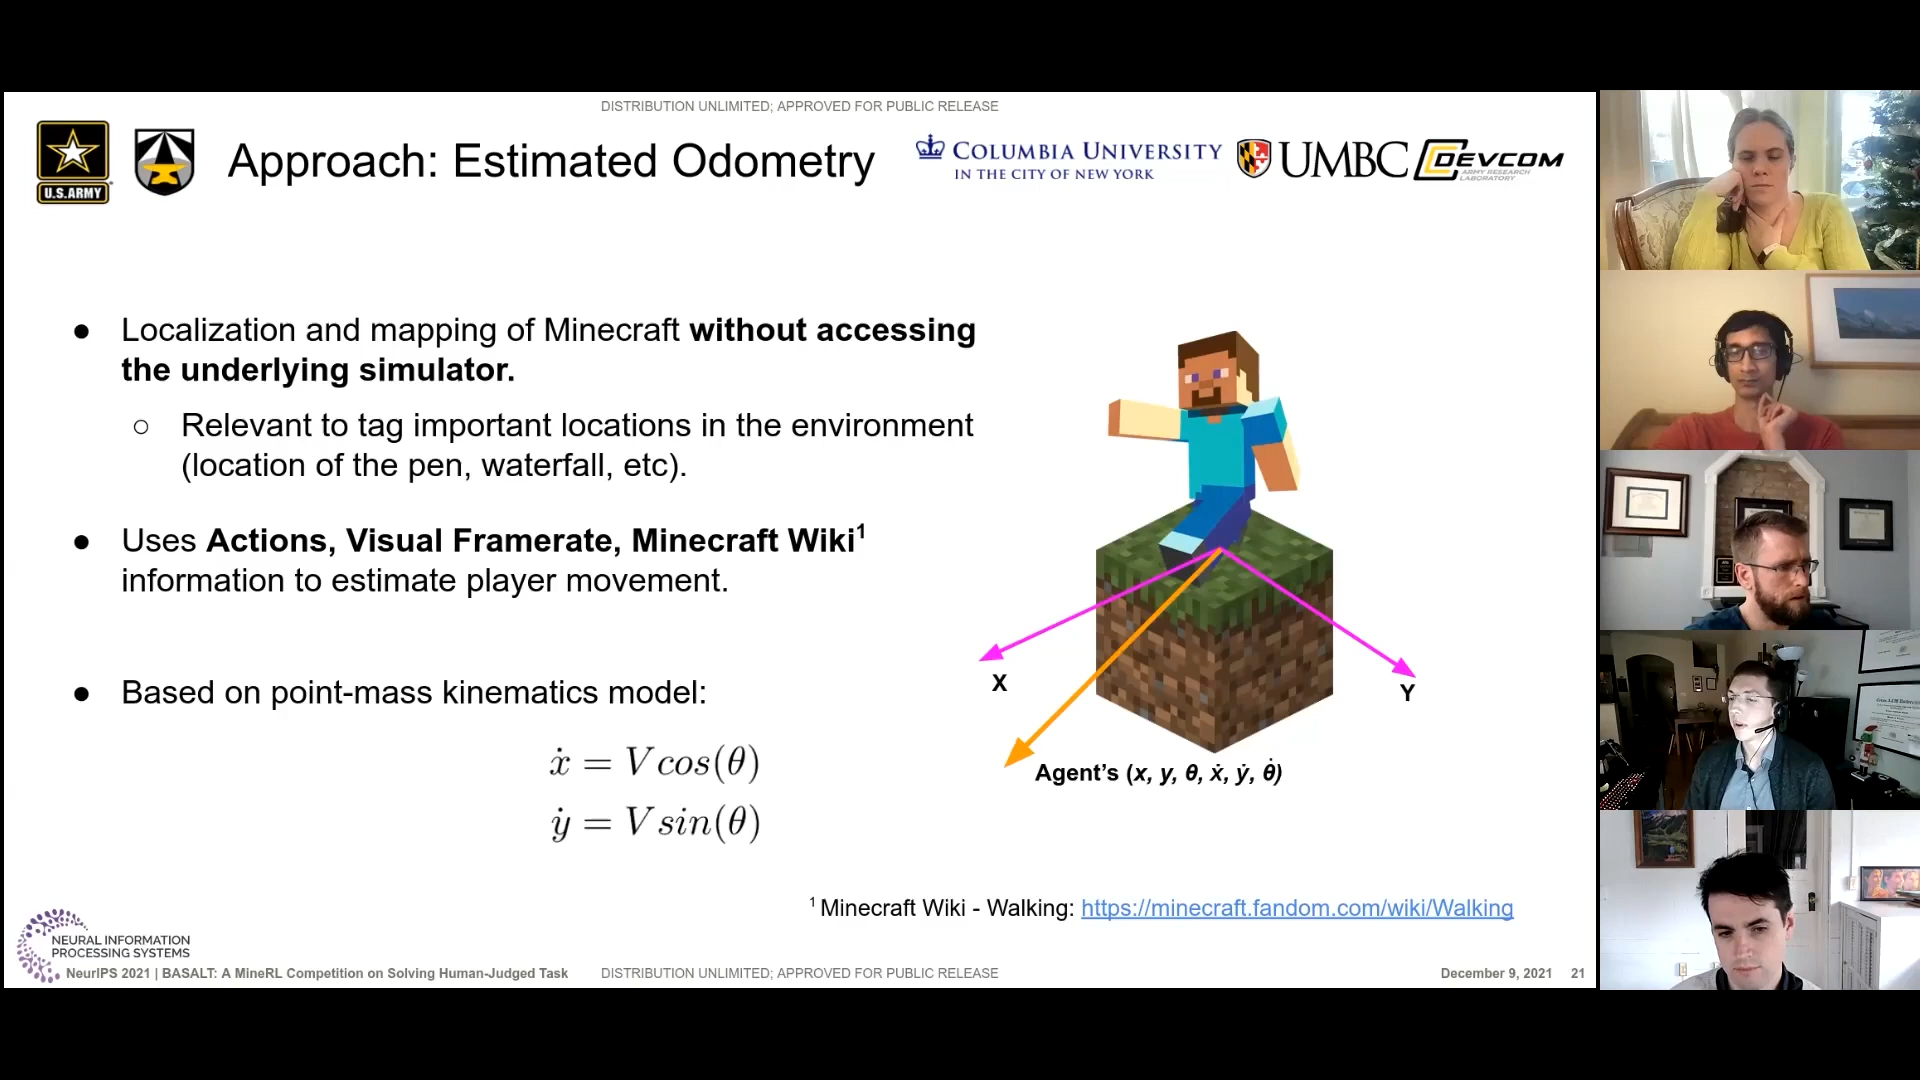 DISTRIBUTION UNLIMITED; APPROVED FOR PUBLIC RELEASE
U.S.ARMY
Approach: Estimated Odometry
COLUMBIA UNIVERSITY
IN THE CITY OF NEW YORK
UMBC
DEVCOM
ARMY RESEARCH
LABORATORY
● Localization and mapping of Minecraft without accessing
the underlying simulator.
○ Relevant to tag important locations in the environment
(location of the pen, waterfall, etc).
● Uses Actions, Visual Framerate, Minecraft Wiki¹
information to estimate player movement.
● Based on point-mass kinematics model:
ẋ = V cos(θ)
ẏ = V sin(θ)
X
Y
Agent's (x, y, θ, ẋ, ẏ, θ̇)
¹ Minecraft Wiki - Walking: https://minecraft.fandom.com/wiki/Walking
NEURAL INFORMATION
PROCESSING SYSTEMS
NeurIPS 2021 | BASALT: A MineRL Competition on Solving Human-Judged Task
DISTRIBUTION UNLIMITED; APPROVED FOR PUBLIC RELEASE
December 9, 2021 21